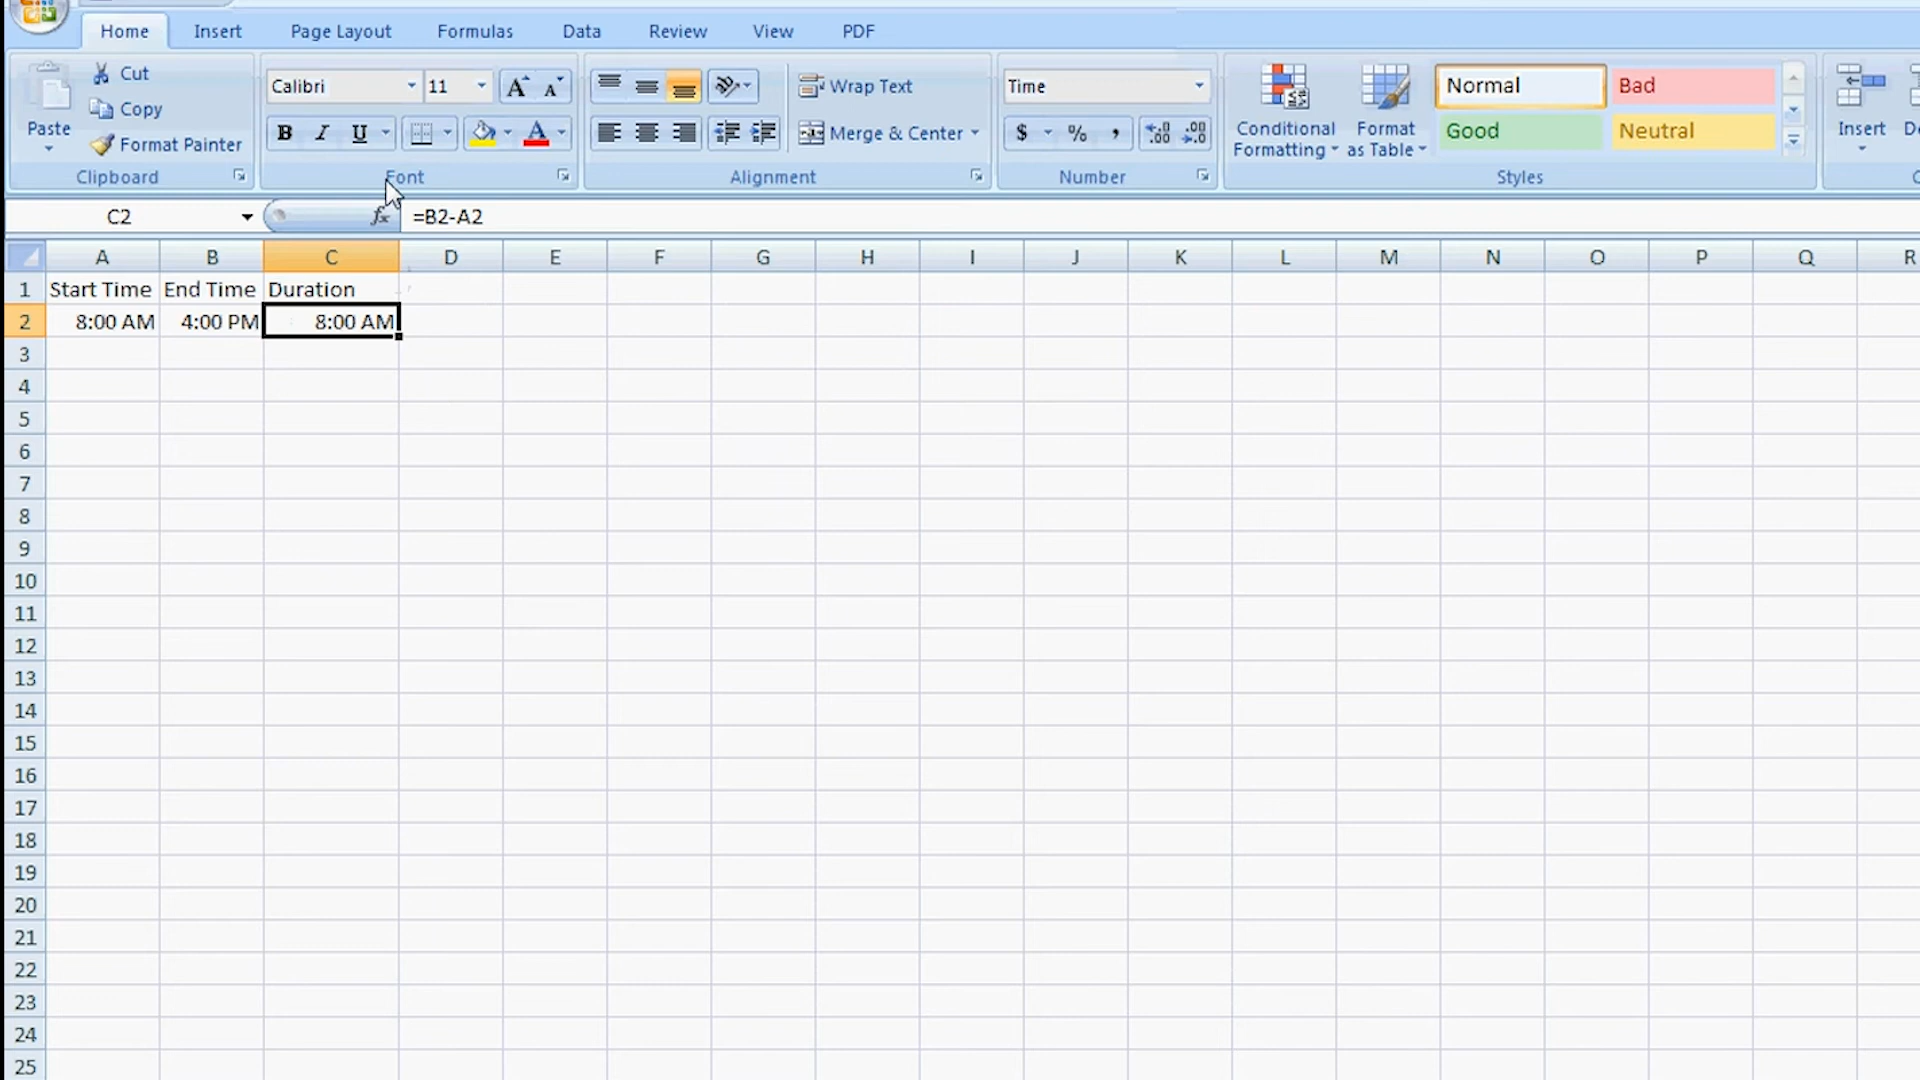 Home Insert Page Layout Formulas Data Review View PDF
Paste
Cut
Copy
Format Painter
Clipboard
Calibri 11
B I U
Font
Wrap Text
Merge & Center
Alignment
Time
$ % ,
Number
Conditional Formatting
Format as Table
Normal Bad
Good Neutral
Styles
Insert
C2 fx =B2-A2
A B C D E F G H I J K L M N O P Q R
1 Start Time End Time Duration
2 8:00 AM 4:00 PM 8:00 AM
3
4
5
6
7
8
9
10
11
12
13
14
15
16
17
18
19
20
21
22
23
24
25